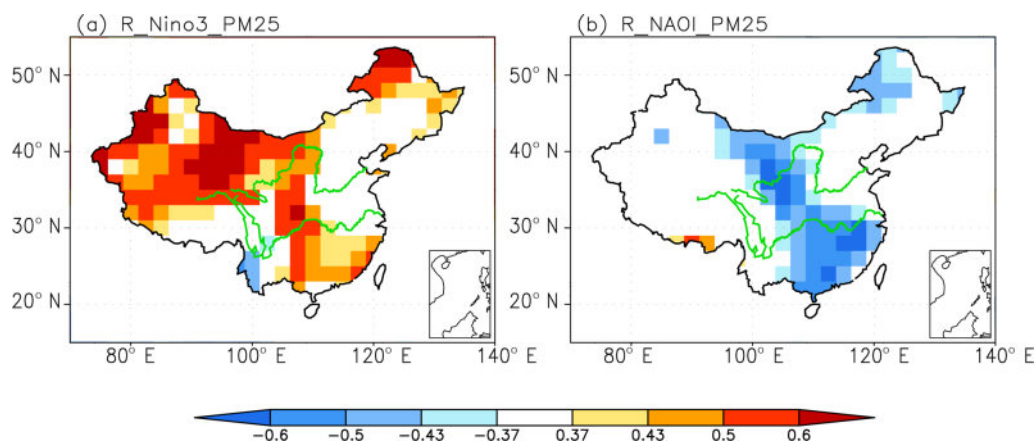 (a) R_Nino3_PM25
(b) R_NAOI_PM25
50° N
40° N
30° N
20° N
80° E
100° E
120° E
140° E
50° N
40° N
30° N
20° N
80° E
100° E
120° E
140° E
−0.6
−0.5
−0.43
−0.37
0.37
0.43
0.5
0.6